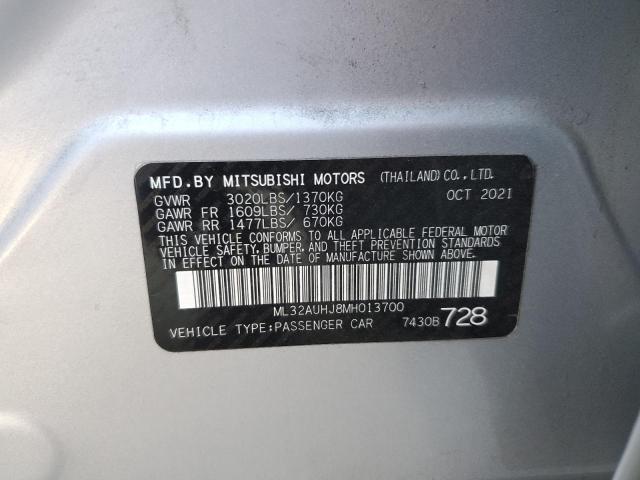 MFD.BY MITSUBISHI MOTORS (THAILAND)CO.,LTD.
GVWR 3020LBS/1370KG OCT 2021
GAWR FR 1609LBS/ 730KG
GAWR RR 1477LBS/ 670KG
THIS VEHICLE CONFORMS TO ALL APPLICABLE FEDERAL MOTOR
VEHICLE SAFETY,BUMPER,AND THEFT PREVENTION STANDARDS
IN EFFECT ON THE DATE OF MANUFACTURE SHOWN ABOVE.
ML32AUHJ8MH013700
VEHICLE TYPE:PASSENGER CAR 7430B 728